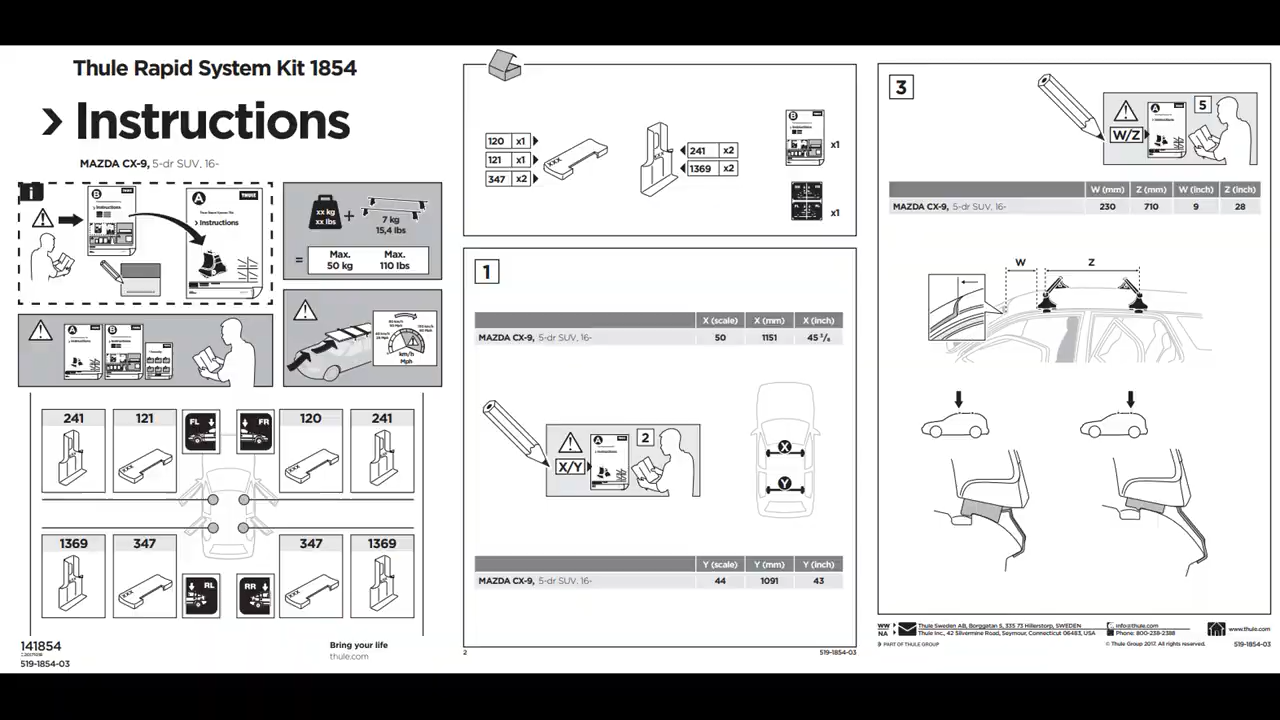 Thule Rapid System Kit 1854
› Instructions
MAZDA CX-9, 5-dr SUV, 16-
i
B
A
THULE
› Instructions
xx kg
xx lbs
+
7 kg
15,4 lbs
=
Max.
50 kg
Max.
110 lbs
A
B
km/h
Mph
241
121
FL
FR
120
241
XXX
XXX
1369
347
RL
RR
347
1369
XXX
XXX
141854
519-1854-03
Bring your life
thule.com
120 x1
121 x1
347 x2
XXX
241 x2
1369 x2
B
x1
x1
1
X (scale) X (mm) X (inch)
MAZDA CX-9, 5-dr SUV, 16- 50 1151 45 ³/₈
X/Y
A
2
X
Y
Y (scale) Y (mm) Y (inch)
MAZDA CX-9, 5-dr SUV, 16- 44 1091 43
2
519-1854-03
3
W/Z
A
5
W (mm) Z (mm) W (inch) Z (inch)
MAZDA CX-9, 5-dr SUV, 16- 230 710 9 28
W
Z
WW Thule Sweden AB, Borggatan 5, 335 73 Hillerstorp, SWEDEN
NA Thule Inc., 42 Silvermine Road, Seymour, Connecticut 06483, USA
info@thule.com
Phone: 800-238-2388
www.thule.com
PART OF THULE GROUP
© Thule Group 2017. All rights reserved.
519-1854-03